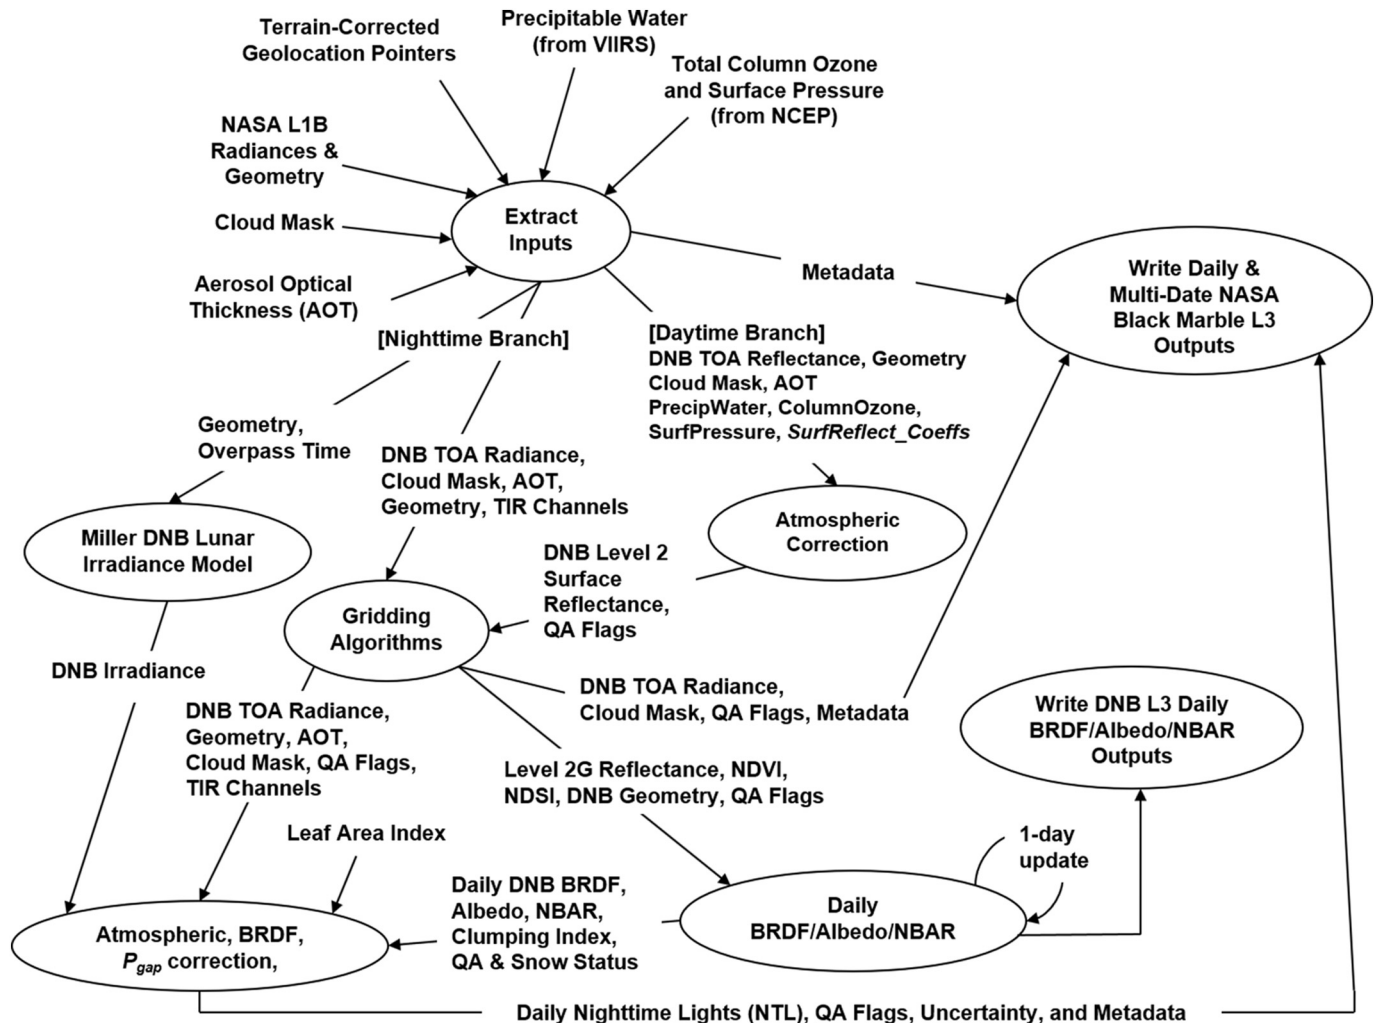 Terrain-Corrected
Geolocation Pointers
Precipitable Water
(from VIIRS)
Total Column Ozone
and Surface Pressure
(from NCEP)
NASA L1B
Radiances &
Geometry
Cloud Mask
Aerosol Optical
Thickness (AOT)
Extract
Inputs
Metadata
Write Daily &
Multi-Date NASA
Black Marble L3
Outputs
[Nighttime Branch]
[Daytime Branch]
DNB TOA Reflectance, Geometry
Cloud Mask, AOT
PrecipWater, ColumnOzone,
SurfPressure, SurfReflect_Coeffs
Geometry,
Overpass Time
DNB TOA Radiance,
Cloud Mask, AOT,
Geometry, TIR Channels
Miller DNB Lunar
Irradiance Model
Atmospheric
Correction
DNB Level 2
Surface
Reflectance,
QA Flags
Gridding
Algorithms
DNB Irradiance
DNB TOA Radiance,
Geometry, AOT,
Cloud Mask, QA Flags,
TIR Channels
DNB TOA Radiance,
Cloud Mask, QA Flags, Metadata
Write DNB L3 Daily
BRDF/Albedo/NBAR
Outputs
Level 2G Reflectance, NDVI,
NDSI, DNB Geometry, QA Flags
Leaf Area Index
1-day
update
Daily DNB BRDF,
Albedo, NBAR,
Clumping Index,
QA & Snow Status
Daily
BRDF/Albedo/NBAR
Atmospheric, BRDF,
Pgap correction,
Daily Nighttime Lights (NTL), QA Flags, Uncertainty, and Metadata